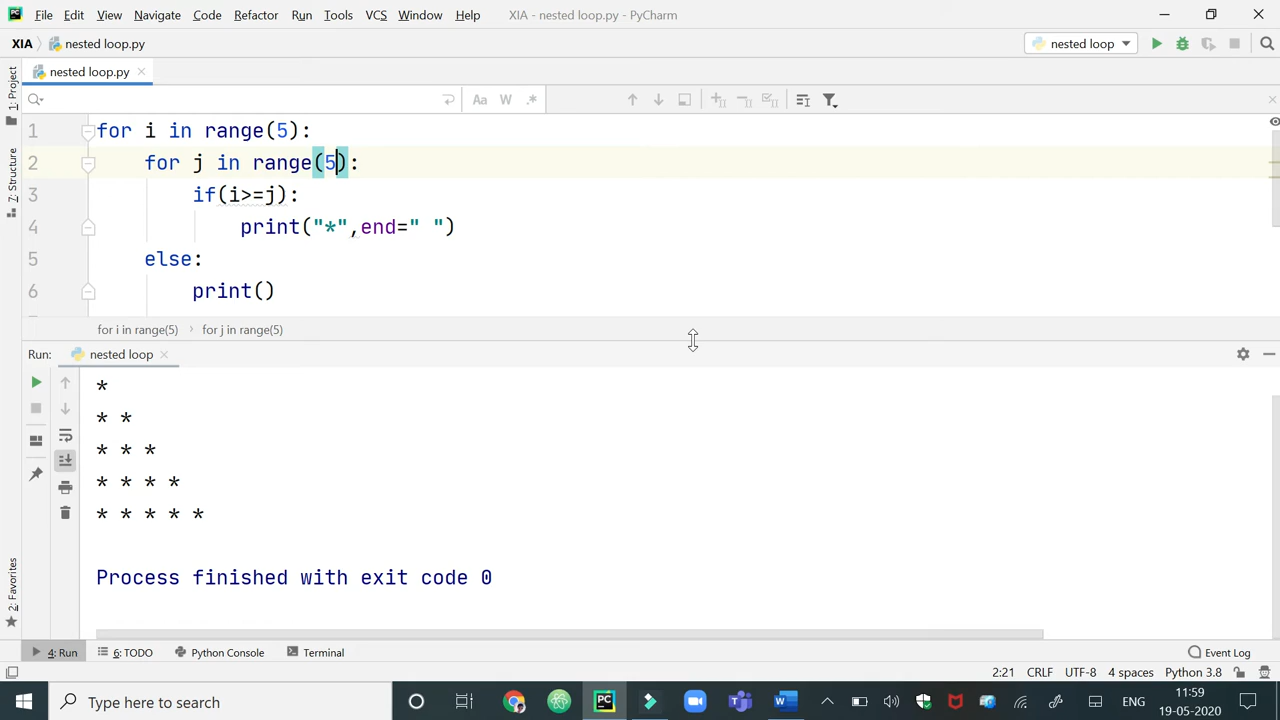 PC File Edit View Navigate Code Refactor Run Tools VCS Window Help XIA - nested loop.py - PyCharm
XIA nested loop.py nested loop
1: Project
nested loop.py
Aa W .*
1 for i in range(5):
2 for j in range(5):
3 if(i>=j):
4 print("*",end=" ")
5 else:
6 print()
7: Structure
for i in range(5) › for j in range(5)
Run: nested loop
*
* *
* * *
* * * *
* * * * *
Process finished with exit code 0
2: Favorites
4: Run 6: TODO Python Console Terminal Event Log
2:21 CRLF UTF-8 4 spaces Python 3.8
Type here to search PC W ENG 11:59
19-05-2020